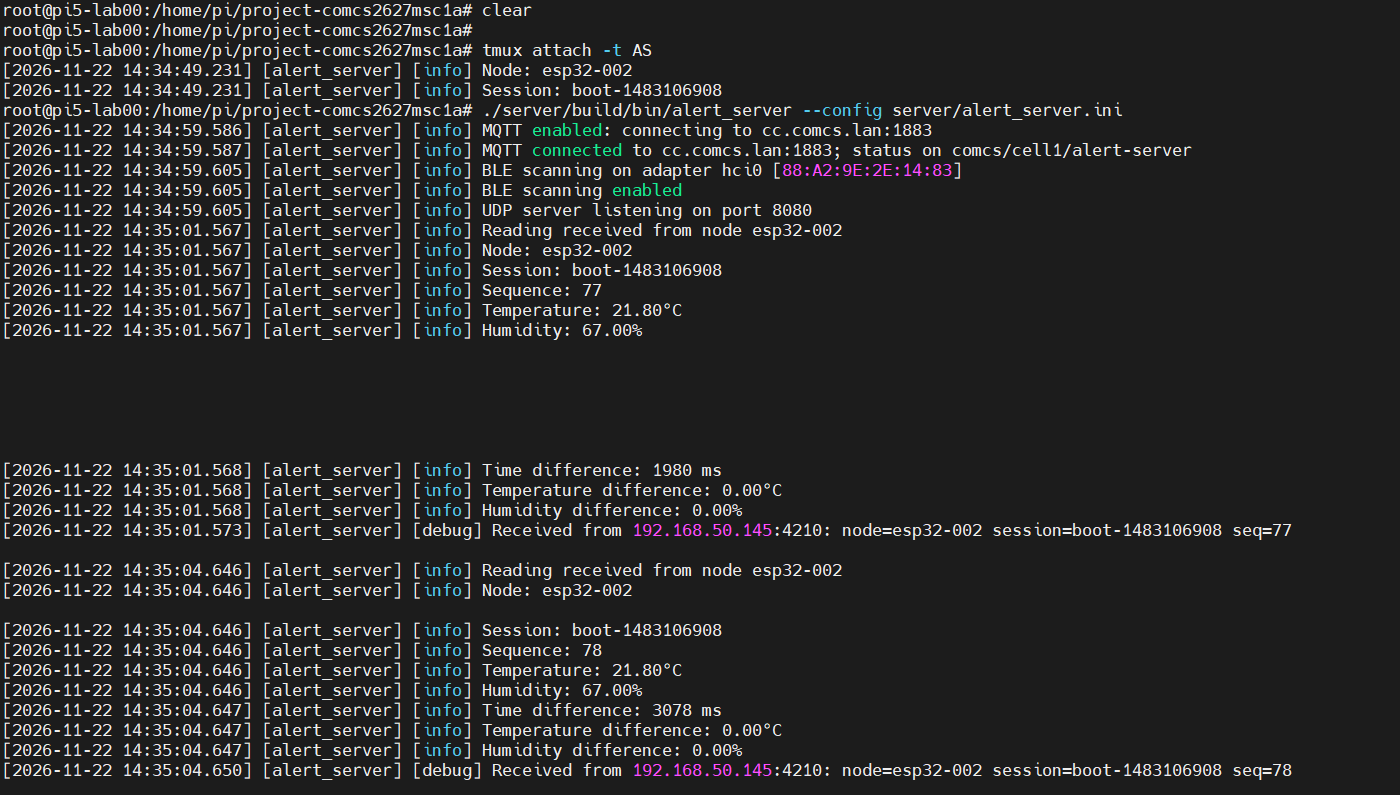 root@pi5-lab00:/home/pi/project-comcs2627msc1a# clear
root@pi5-lab00:/home/pi/project-comcs2627msc1a#
root@pi5-lab00:/home/pi/project-comcs2627msc1a# tmux attach -t AS
[2026-11-22 14:34:49.231] [alert_server] [info] Node: esp32-002
[2026-11-22 14:34:49.231] [alert_server] [info] Session: boot-1483106908
root@pi5-lab00:/home/pi/project-comcs2627msc1a# ./server/build/bin/alert_server --config server/alert_server.ini
[2026-11-22 14:34:59.586] [alert_server] [info] MQTT enabled: connecting to cc.comcs.lan:1883
[2026-11-22 14:34:59.587] [alert_server] [info] MQTT connected to cc.comcs.lan:1883; status on comcs/cell1/alert-server
[2026-11-22 14:34:59.605] [alert_server] [info] BLE scanning on adapter hci0 [88:A2:9E:2E:14:83]
[2026-11-22 14:34:59.605] [alert_server] [info] BLE scanning enabled
[2026-11-22 14:34:59.605] [alert_server] [info] UDP server listening on port 8080
[2026-11-22 14:35:01.567] [alert_server] [info] Reading received from node esp32-002
[2026-11-22 14:35:01.567] [alert_server] [info] Node: esp32-002
[2026-11-22 14:35:01.567] [alert_server] [info] Session: boot-1483106908
[2026-11-22 14:35:01.567] [alert_server] [info] Sequence: 77
[2026-11-22 14:35:01.567] [alert_server] [info] Temperature: 21.80°C
[2026-11-22 14:35:01.567] [alert_server] [info] Humidity: 67.00%
[2026-11-22 14:35:01.568] [alert_server] [info] Time difference: 1980 ms
[2026-11-22 14:35:01.568] [alert_server] [info] Temperature difference: 0.00°C
[2026-11-22 14:35:01.568] [alert_server] [info] Humidity difference: 0.00%
[2026-11-22 14:35:01.573] [alert_server] [debug] Received from 192.168.50.145:4210: node=esp32-002 session=boot-1483106908 seq=77
[2026-11-22 14:35:04.646] [alert_server] [info] Reading received from node esp32-002
[2026-11-22 14:35:04.646] [alert_server] [info] Node: esp32-002
[2026-11-22 14:35:04.646] [alert_server] [info] Session: boot-1483106908
[2026-11-22 14:35:04.646] [alert_server] [info] Sequence: 78
[2026-11-22 14:35:04.646] [alert_server] [info] Temperature: 21.80°C
[2026-11-22 14:35:04.646] [alert_server] [info] Humidity: 67.00%
[2026-11-22 14:35:04.647] [alert_server] [info] Time difference: 3078 ms
[2026-11-22 14:35:04.647] [alert_server] [info] Temperature difference: 0.00°C
[2026-11-22 14:35:04.647] [alert_server] [info] Humidity difference: 0.00%
[2026-11-22 14:35:04.650] [alert_server] [debug] Received from 192.168.50.145:4210: node=esp32-002 session=boot-1483106908 seq=78